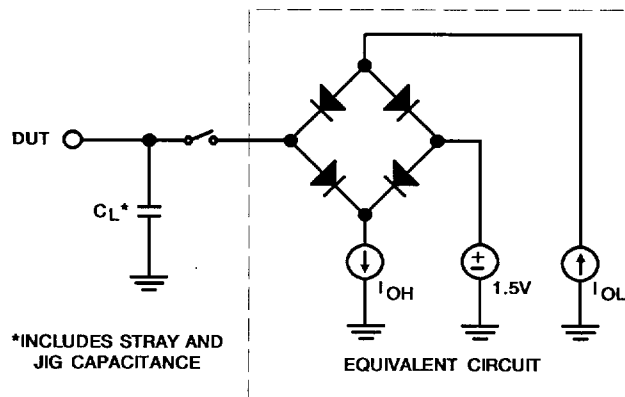 DUT
CL*
+
−
IOH
1.5V
IOL
*INCLUDES STRAY AND
JIG CAPACITANCE
EQUIVALENT CIRCUIT